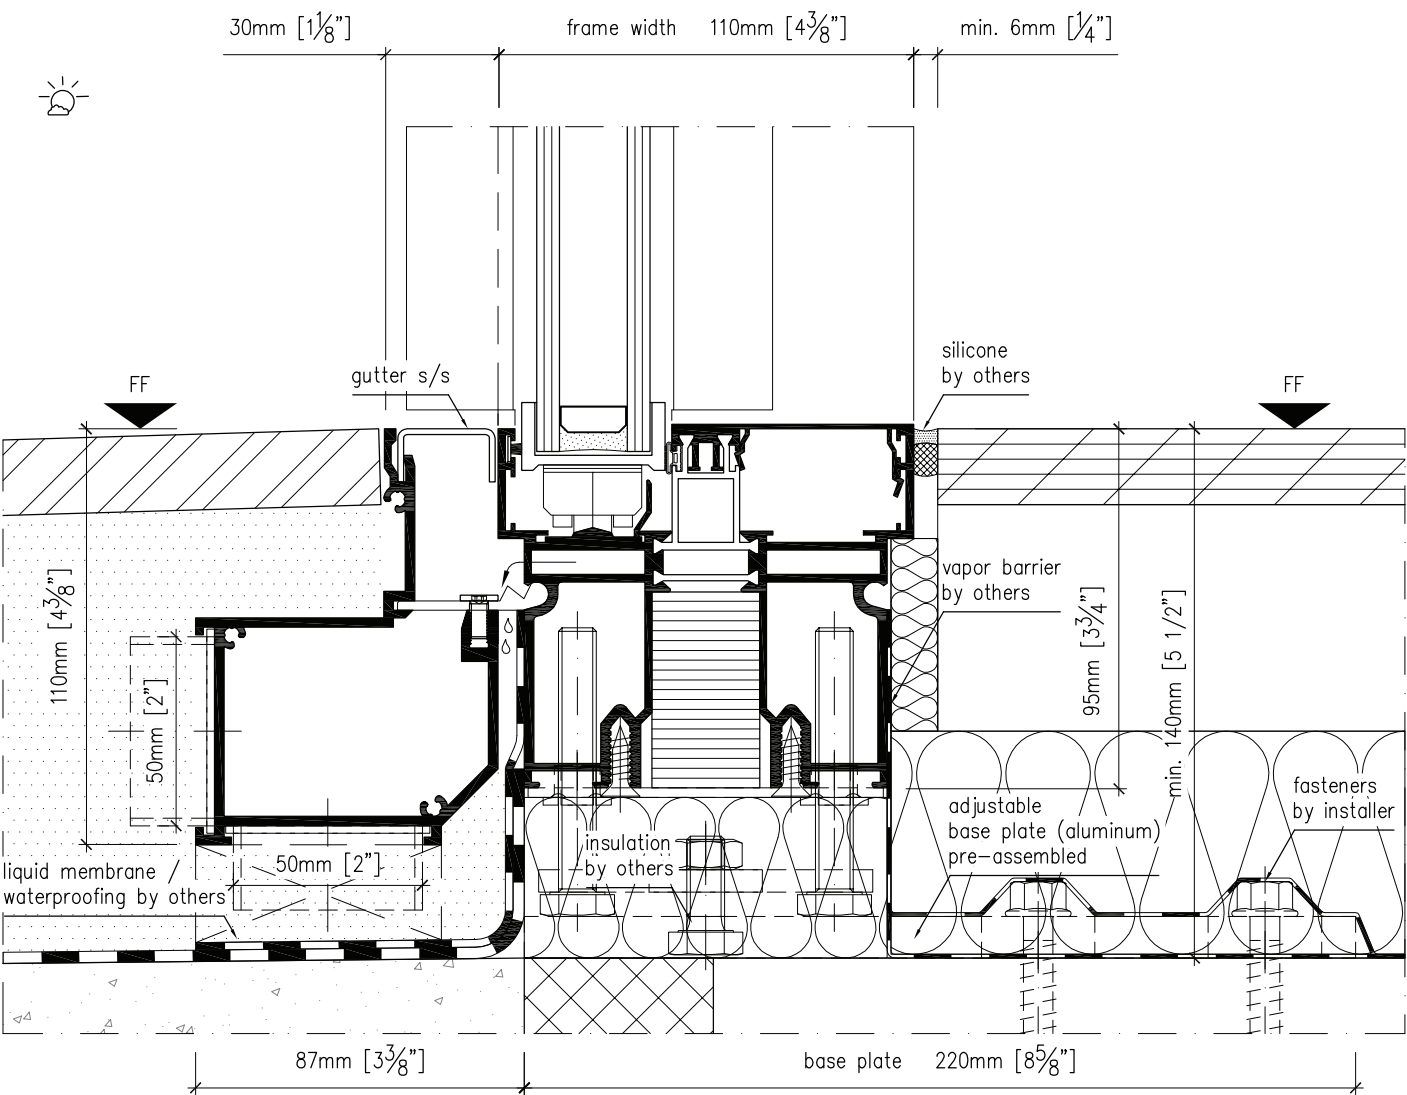 30mm [1⅛"]
frame width 110mm [4⅜"]
min. 6mm [¼"]
silicone
by others
gutter s/s
FF
FF
vapor barrier
by others
110mm [4⅜"]
50mm [2"]
95mm [3¾"]
min. 140mm [5 1/2"]
fasteners
by installer
adjustable
base plate (aluminum)
pre-assembled
insulation
by others
50mm [2"]
liquid membrane /
waterproofing by others
87mm [3⅜"]
base plate 220mm [8⅝"]